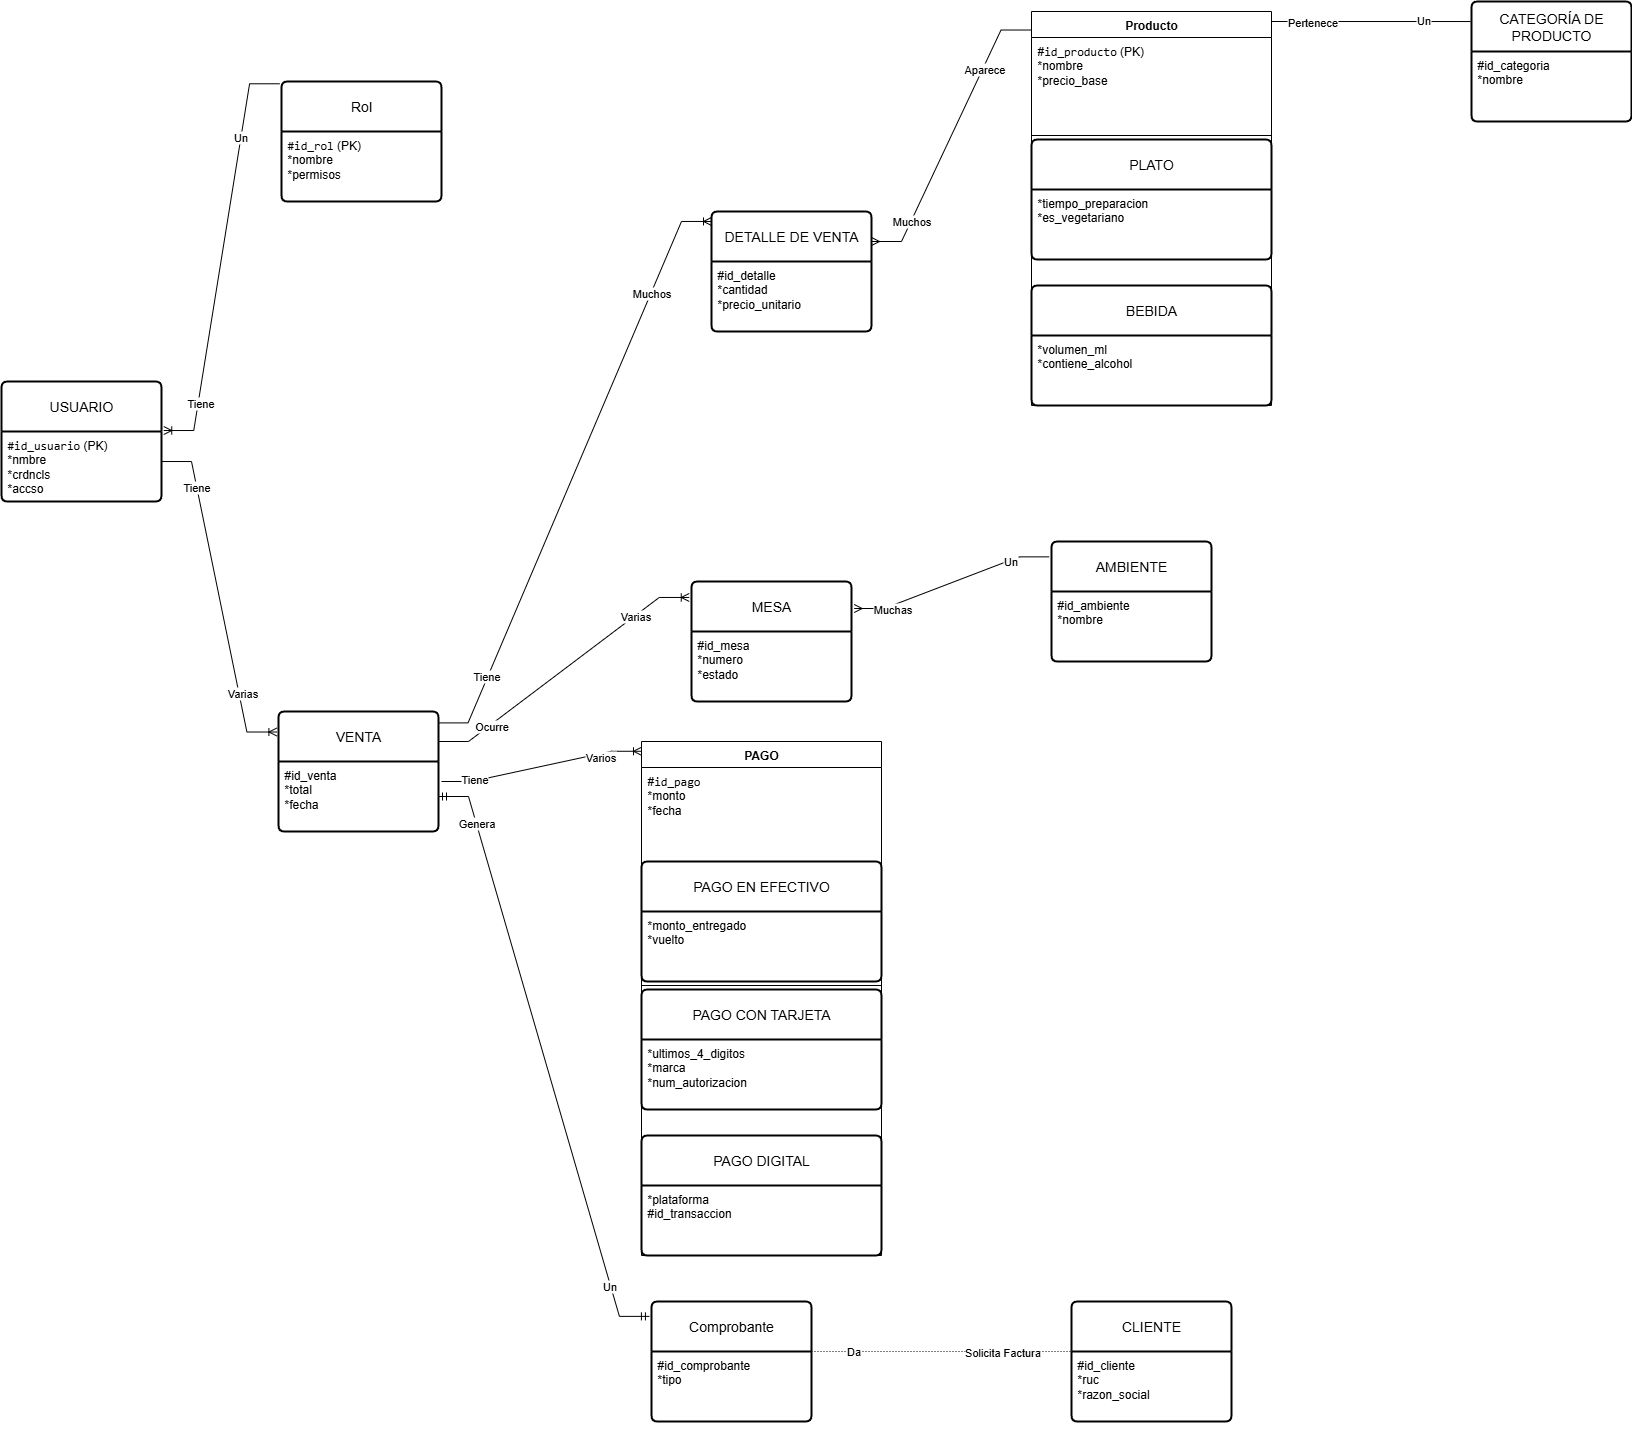 Producto
#id_producto (PK)
*nombre
*precio_base
PLATO
*tiempo_preparacion
*es_vegetariano
BEBIDA
*volumen_ml
*contiene_alcohol
Pertenece
Un
CATEGORÍA DE
PRODUCTO
#id_categoria
*nombre
Aparece
Muchos
Rol
#id_rol (PK)
*nombre
*permisos
Un
Tiene
DETALLE DE VENTA
#id_detalle
*cantidad
*precio_unitario
Muchos
Tiene
USUARIO
#id_usuario (PK)
*nmbre
*crdncls
*accso
Tiene
Varias
MESA
#id_mesa
*numero
*estado
Varias
Ocurre
Muchas
Un
AMBIENTE
#id_ambiente
*nombre
VENTA
#id_venta
*total
*fecha
Tiene
Varios
PAGO
#id_pago
*monto
*fecha
PAGO EN EFECTIVO
*monto_entregado
*vuelto
PAGO CON TARJETA
*ultimos_4_digitos
*marca
*num_autorizacion
PAGO DIGITAL
*plataforma
#id_transaccion
Genera
Un
Comprobante
#id_comprobante
*tipo
Da
Solicita Factura
CLIENTE
#id_cliente
*ruc
*razon_social